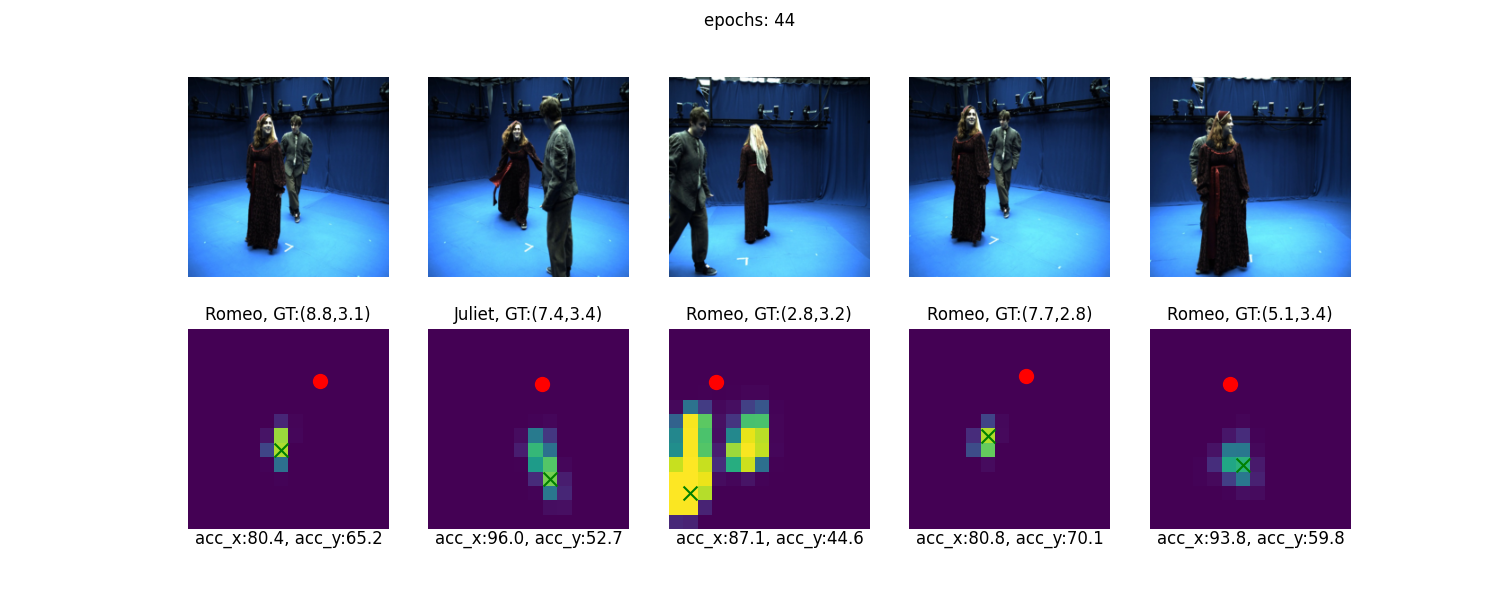 epochs: 44
Romeo, GT:(8.8,3.1)
Juliet, GT:(7.4,3.4)
Romeo, GT:(2.8,3.2)
Romeo, GT:(7.7,2.8)
Romeo, GT:(5.1,3.4)
acc_x:80.4, acc_y:65.2
acc_x:96.0, acc_y:52.7
acc_x:87.1, acc_y:44.6
acc_x:80.8, acc_y:70.1
acc_x:93.8, acc_y:59.8